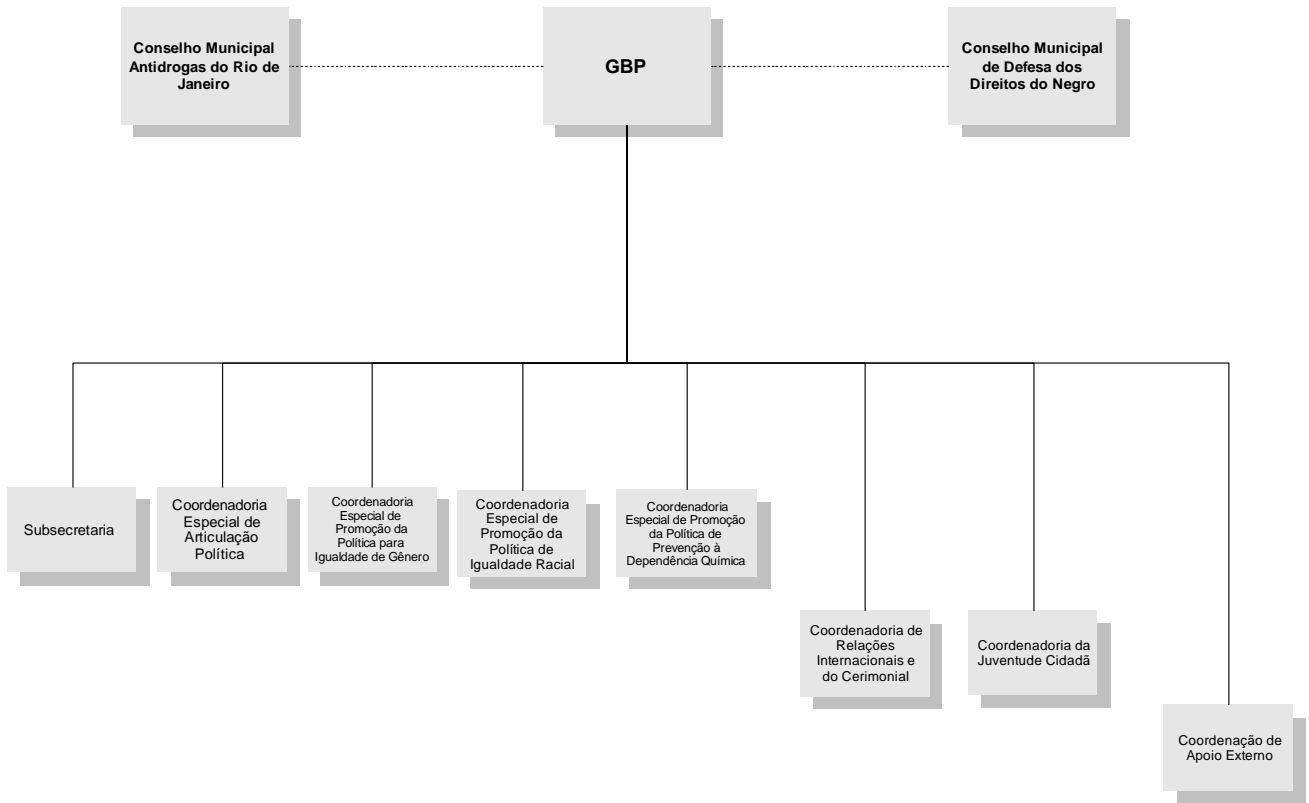 Conselho Municipal
Antidrogas do Rio de
Janeiro
GBP
Conselho Municipal
de Defesa dos
Direitos do Negro
Subsecretaria
Coordenadoria
Especial de
Articulação
Política
Coordenadoria
Especial de
Promoção da
Política para
Igualdade de Gênero
Coordenadoria
Especial de
Promoção da
Política de
Igualdade Racial
Coordenadoria
Especial de Promoção
da Política de
Prevenção à
Dependência Química
Coordenadoria de
Relações
Internacionais e
do Cerimonial
Coordenadoria da
Juventude Cidadã
Coordenação de
Apoio Externo